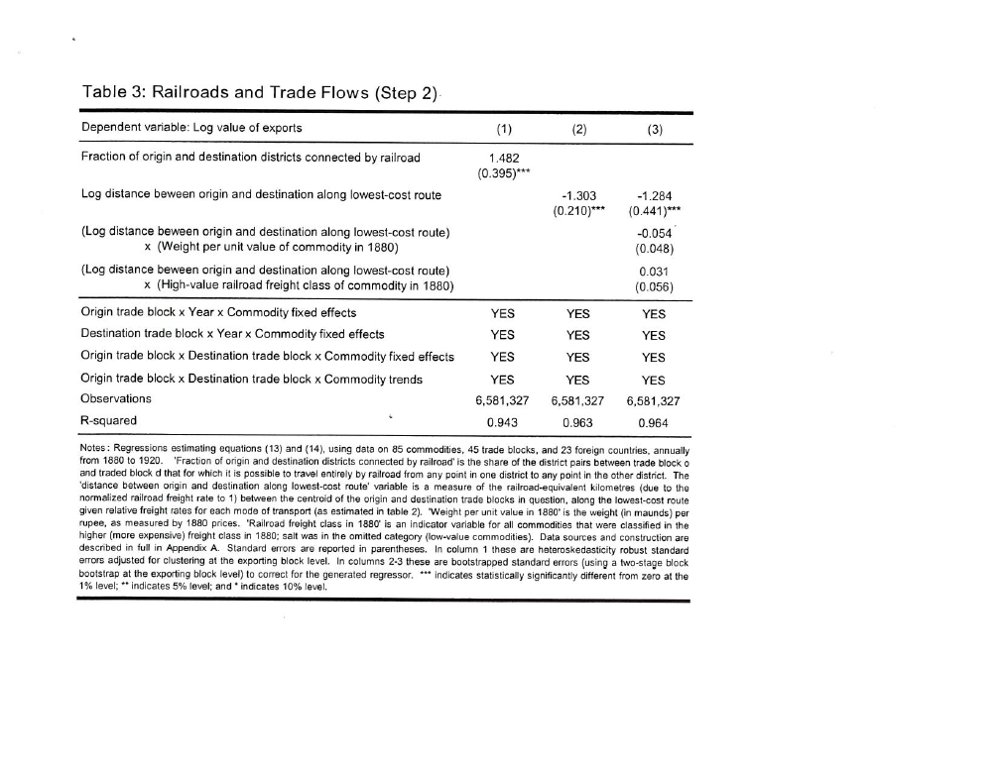 Table 3: Railroads and Trade Flows (Step 2)
Dependent variable: Log value of exports (1) (2) (3)
Fraction of origin and destination districts connected by railroad 1.482
(0.395)***
Log distance beween origin and destination along lowest-cost route -1.303 -1.284
(0.210)*** (0.441)***
(Log distance beween origin and destination along lowest-cost route) -0.054
x (Weight per unit value of commodity in 1880) (0.048)
(Log distance beween origin and destination along lowest-cost route) 0.031
x (High-value railroad freight class of commodity in 1880) (0.056)
Origin trade block x Year x Commodity fixed effects YES YES YES
Destination trade block x Year x Commodity fixed effects YES YES YES
Origin trade block x Destination trade block x Commodity fixed effects YES YES YES
Origin trade block x Destination trade block x Commodity trends YES YES YES
Observations 6,581,327 6,581,327 6,581,327
R-squared 0.943 0.963 0.964
Notes: Regressions estimating equations (13) and (14), using data on 85 commodities, 45 trade blocks, and 23 foreign countries, annually
from 1880 to 1920. 'Fraction of origin and destination districts connected by railroad' is the share of the district pairs between trade block o
and traded block d that for which it is possible to travel entirely by railroad from any point in one district to any point in the other district. The
'distance between origin and destination along lowest-cost route' variable is a measure of the railroad-equivalent kilometres (due to the
normalized railroad freight rate to 1) between the centroid of the origin and destination trade blocks in question, along the lowest-cost route
given relative freight rates for each mode of transport (as estimated in table 2). 'Weight per unit value in 1880' is the weight (in maunds) per
rupee, as measured by 1880 prices. 'Railroad freight class in 1880' is an indicator variable for all commodities that were classified in the
higher (more expensive) freight class in 1880; salt was in the omitted category (low-value commodities). Data sources and construction are
described in full in Appendix A. Standard errors are reported in parentheses. In column 1 these are heteroskedasticity robust standard
errors adjusted for clustering at the exporting block level. In columns 2-3 these are bootstrapped standard errors (using a two-stage block
bootstrap at the exporting block level) to correct for the generated regressor. *** indicates statistically significantly different from zero at the
1% level; ** indicates 5% level; and * indicates 10% level.